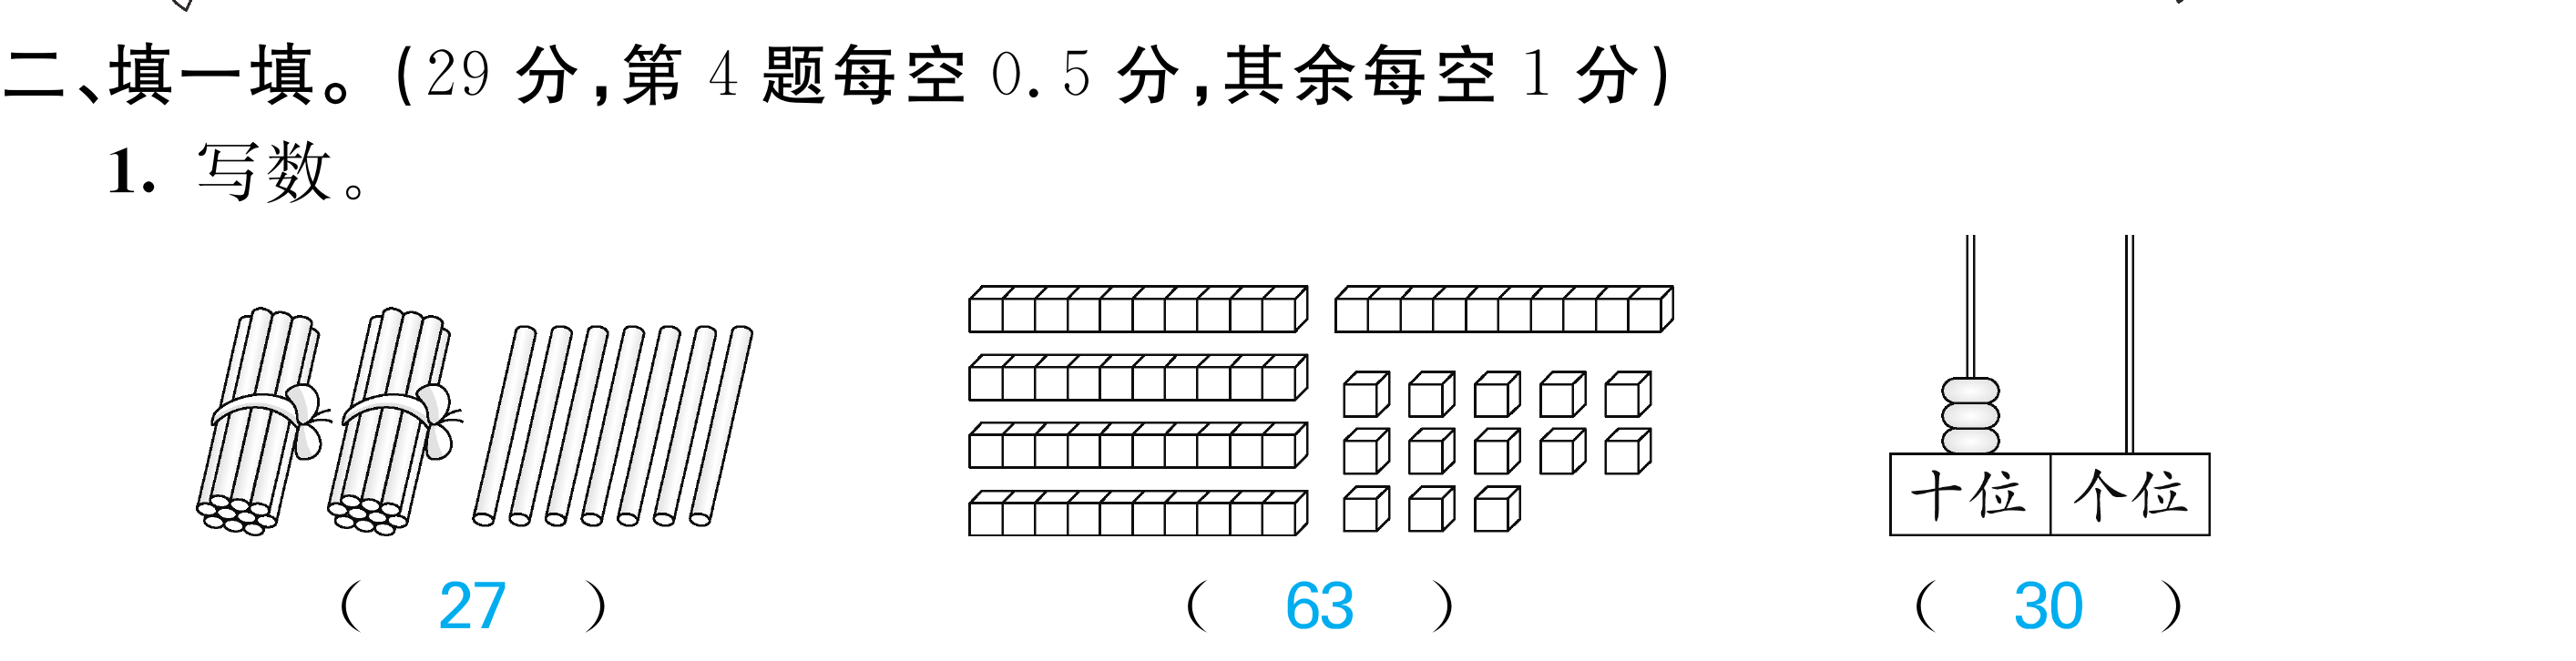 二、填一填。(29 分,第 4 题每空 0.5 分,其余每空 1 分)
1. 写数。
十位 个位
( 27 ) ( 63 ) ( 30 )